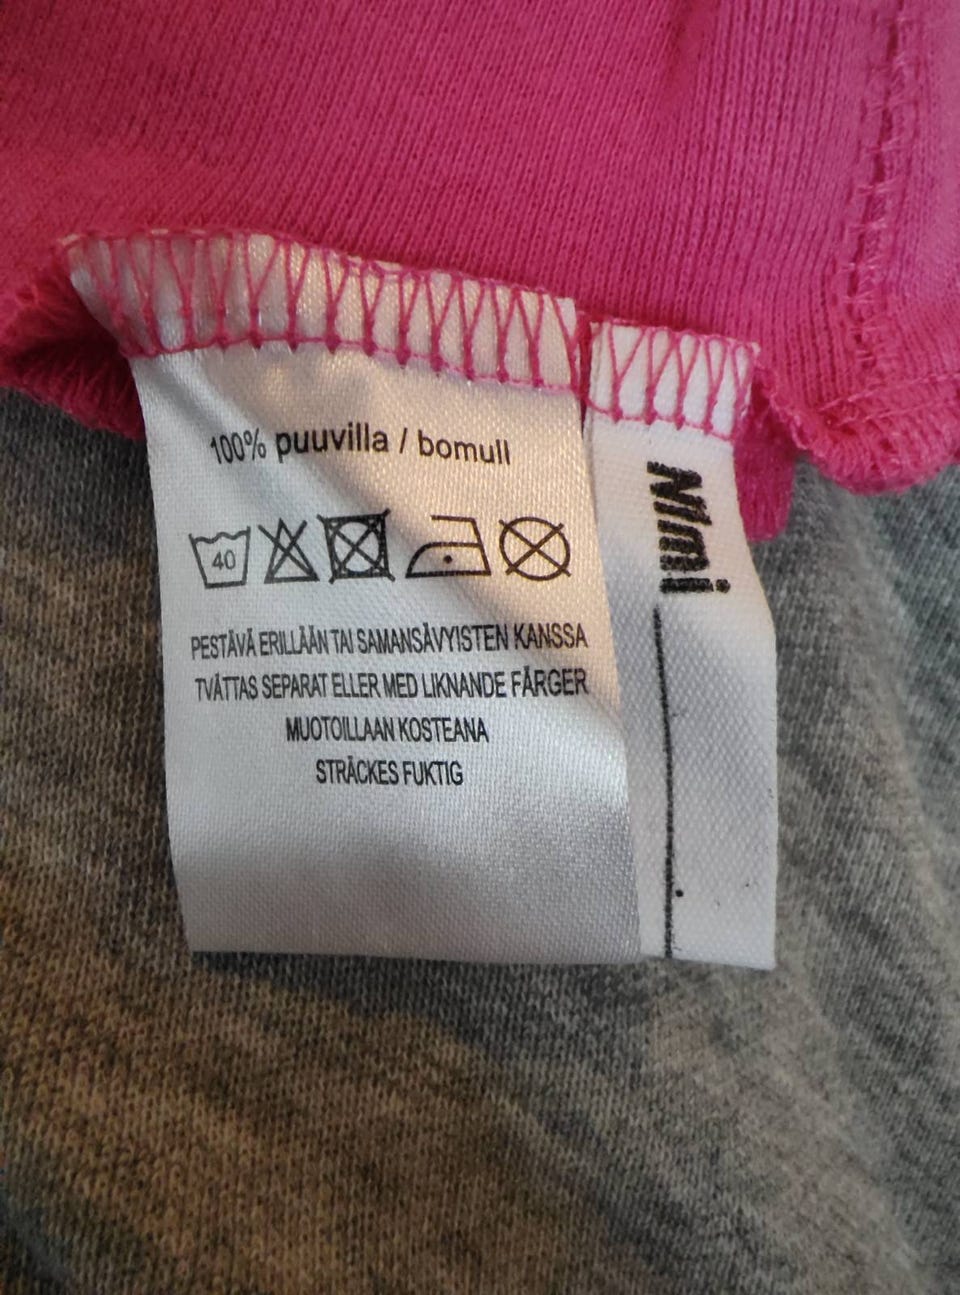 100% puuvilla / bomull
40
PESTÄVÄ ERILLÄÄN TAI SAMANSÄVYISTEN KANSSA
TVÄTTAS SEPARAT ELLER MED LIKNANDE FÄRGER
MUOTOILLAAN KOSTEANA
STRÄCKES FUKTIG
Nimi